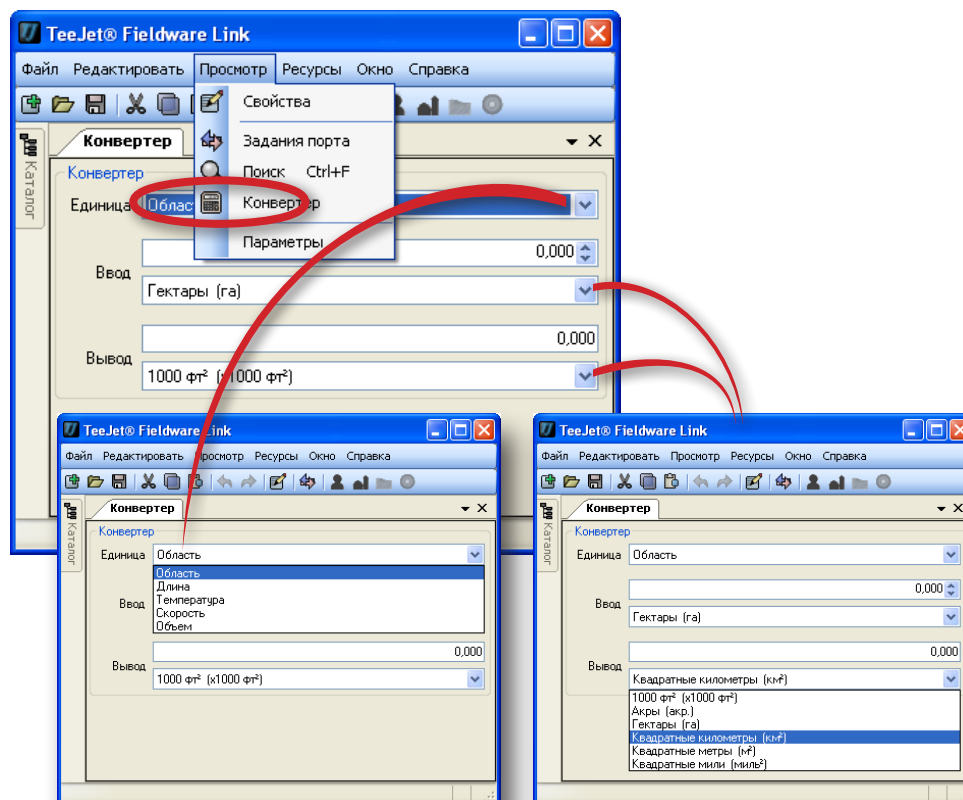 TeeJet® Fieldware Link
Файл Редактировать Просмотр Ресурсы Окно Справка
Свойства
Задания порта
Поиск Ctrl+F
Конвертер
Параметры
Каталог
Конвертер
Конвертер
Единица Облас
0,000
Ввод
Гектары (га)
0,000
Вывод
1000 фт² (x1000 фт²)
TeeJet® Fieldware Link
Файл Редактировать Просмотр Ресурсы Окно Справка
Каталог
Конвертер
Конвертер
Единица Область
Область
Длина
Температура
Ввод
Скорость
Объем
0,000
Вывод
1000 фт² (x1000 фт²)
TeeJet® Fieldware Link
Файл Редактировать Просмотр Ресурсы Окно Справка
Каталог
Конвертер
Конвертер
Единица Область
0,000
Ввод
Гектары (га)
0,000
Вывод
Квадратные километры (км²)
1000 фт² (x1000 фт²)
Акры (акр.)
Гектары (га)
Квадратные километры (км²)
Квадратные метры (м²)
Квадратные мили (миль²)